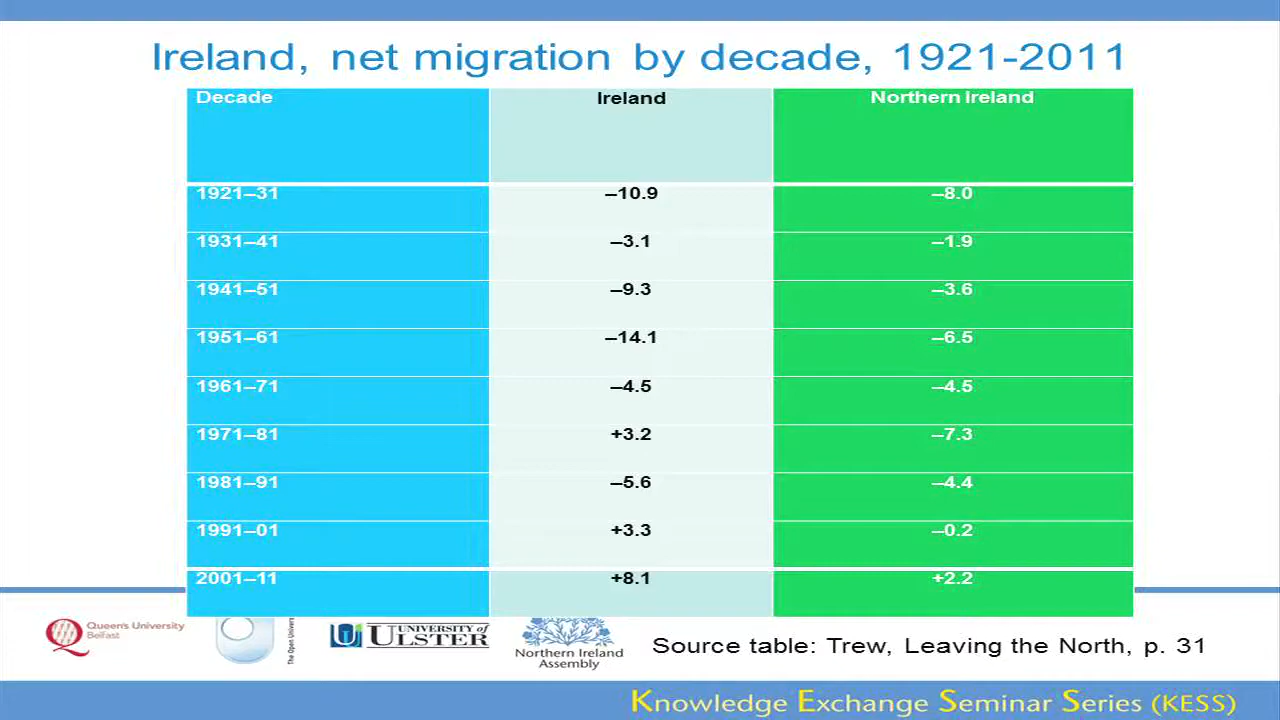 Ireland, net migration by decade, 1921-2011
Decade Ireland Northern Ireland
1921–31 –10.9 –8.0
1931–41 –3.1 –1.9
1941–51 –9.3 –3.6
1951–61 –14.1 –6.5
1961–71 –4.5 –4.5
1971–81 +3.2 –7.3
1981–91 –5.6 –4.4
1991–01 +3.3 –0.2
2001–11 +8.1 +2.2
Queen's University
Belfast
The Open
UNIVERSITY of
ULSTER
Northern Ireland
Assembly
Source table: Trew, Leaving the North, p. 31
Knowledge Exchange Seminar Series (KESS)